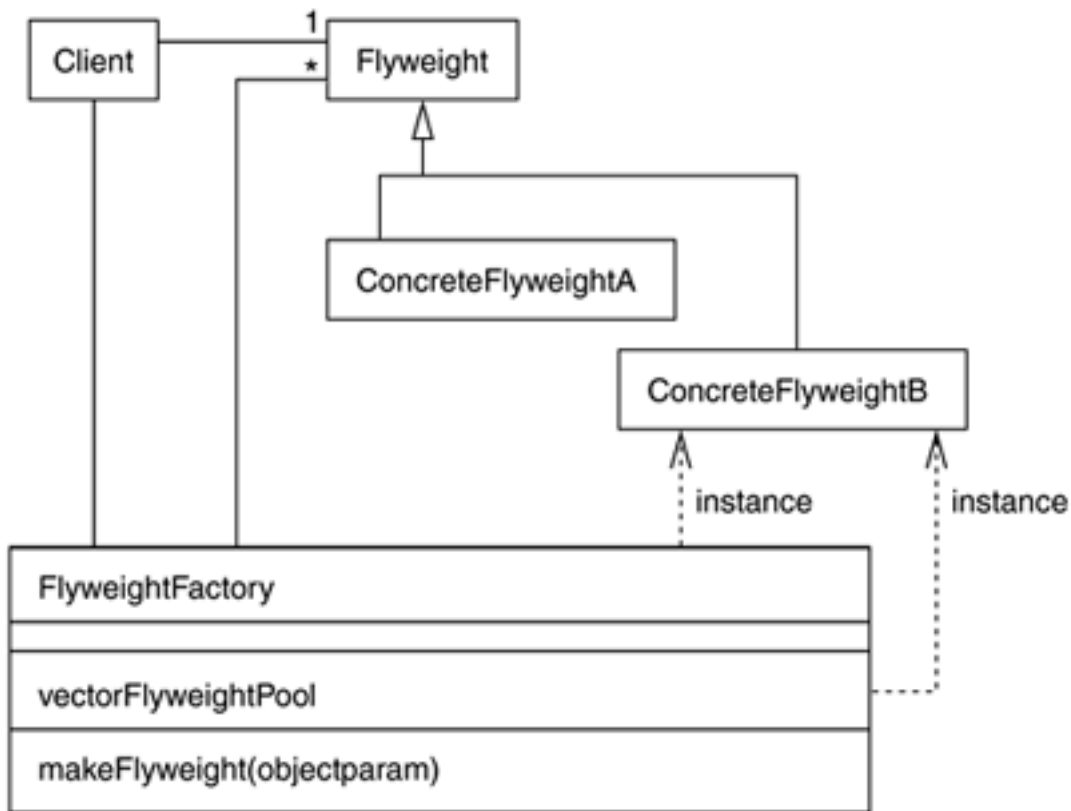 Client
1
*
Flyweight
ConcreteFlyweightA
ConcreteFlyweightB
instance
instance
FlyweightFactory
vectorFlyweightPool
makeFlyweight(objectparam)